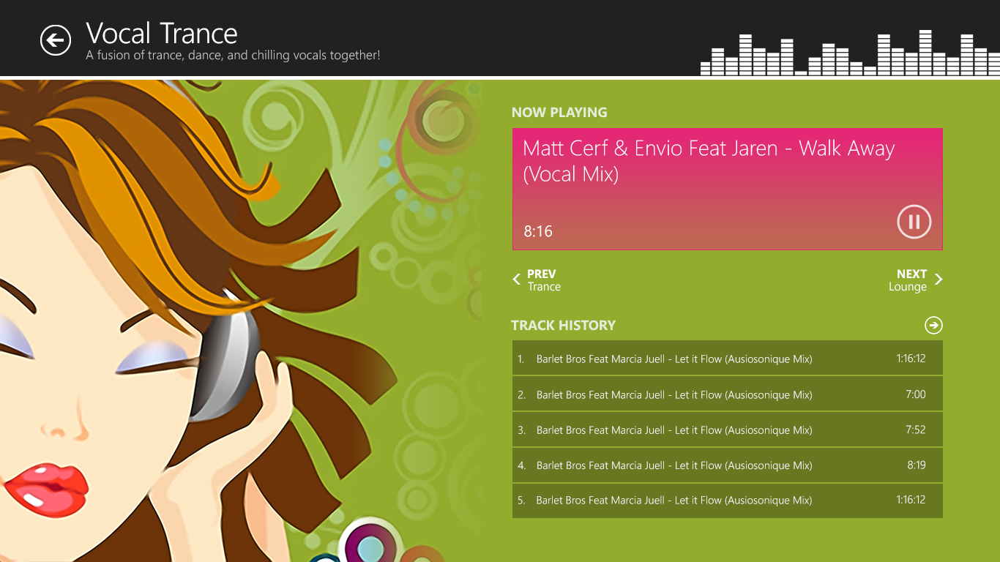 Vocal Trance
A fusion of trance, dance, and chilling vocals together!
NOW PLAYING
Matt Cerf & Envio Feat Jaren - Walk Away
(Vocal Mix)
8:16
PREV
Trance
NEXT
Lounge
TRACK HISTORY
1. Barlet Bros Feat Marcia Juell - Let it Flow (Ausiosonique Mix) 1:16:12
2. Barlet Bros Feat Marcia Juell - Let it Flow (Ausiosonique Mix) 7:00
3. Barlet Bros Feat Marcia Juell - Let it Flow (Ausiosonique Mix) 7:52
4. Barlet Bros Feat Marcia Juell - Let it Flow (Ausiosonique Mix) 8:19
5. Barlet Bros Feat Marcia Juell - Let it Flow (Ausiosonique Mix) 1:16:12